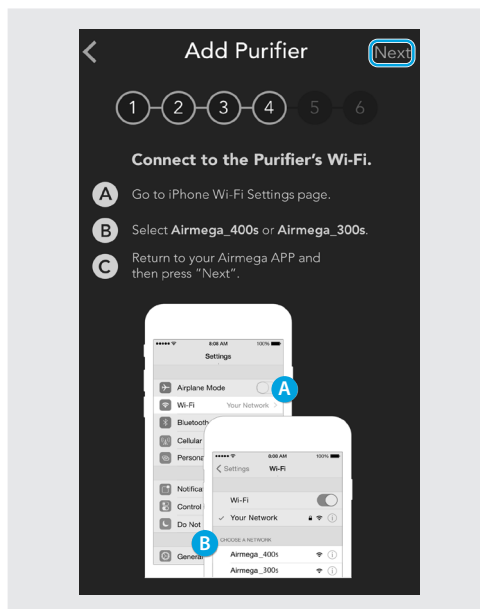 Add Purifier
Next
1 2 3 4 5 6
Connect to the Purifier's Wi-Fi.
A Go to iPhone Wi-Fi Settings page.
B Select Airmega_400s or Airmega_300s.
C Return to your Airmega APP and
then press "Next".
8:08 AM 100%
Settings
Airplane Mode
A
Wi-Fi Your Network
Bluetooth
Cellular
Persona
Notifica
Control
Do Not
General
8:08 AM 100%
Settings Wi-Fi
Wi-Fi
Your Network
B
CHOOSE A NETWORK
Airmega_400s
Airmega_300s